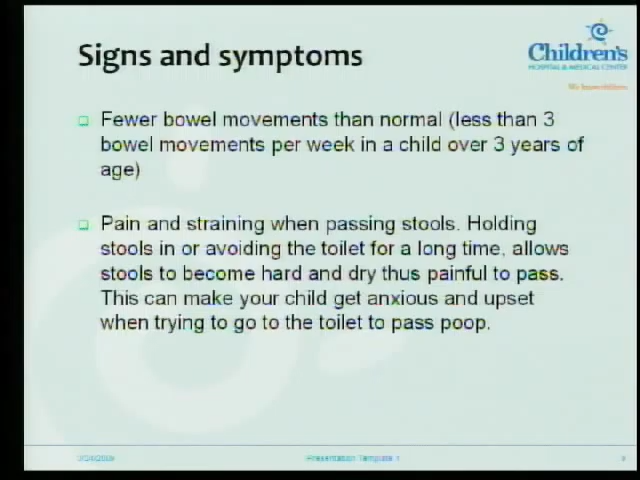 Signs and symptoms
Children's
HOSPITAL & MEDICAL CENTER
Fewer bowel movements than normal (less than 3
bowel movements per week in a child over 3 years of
age)
Pain and straining when passing stools. Holding
stools in or avoiding the toilet for a long time, allows
stools to become hard and dry thus painful to pass.
This can make your child get anxious and upset
when trying to go to the toilet to pass poop.
Presentation Template